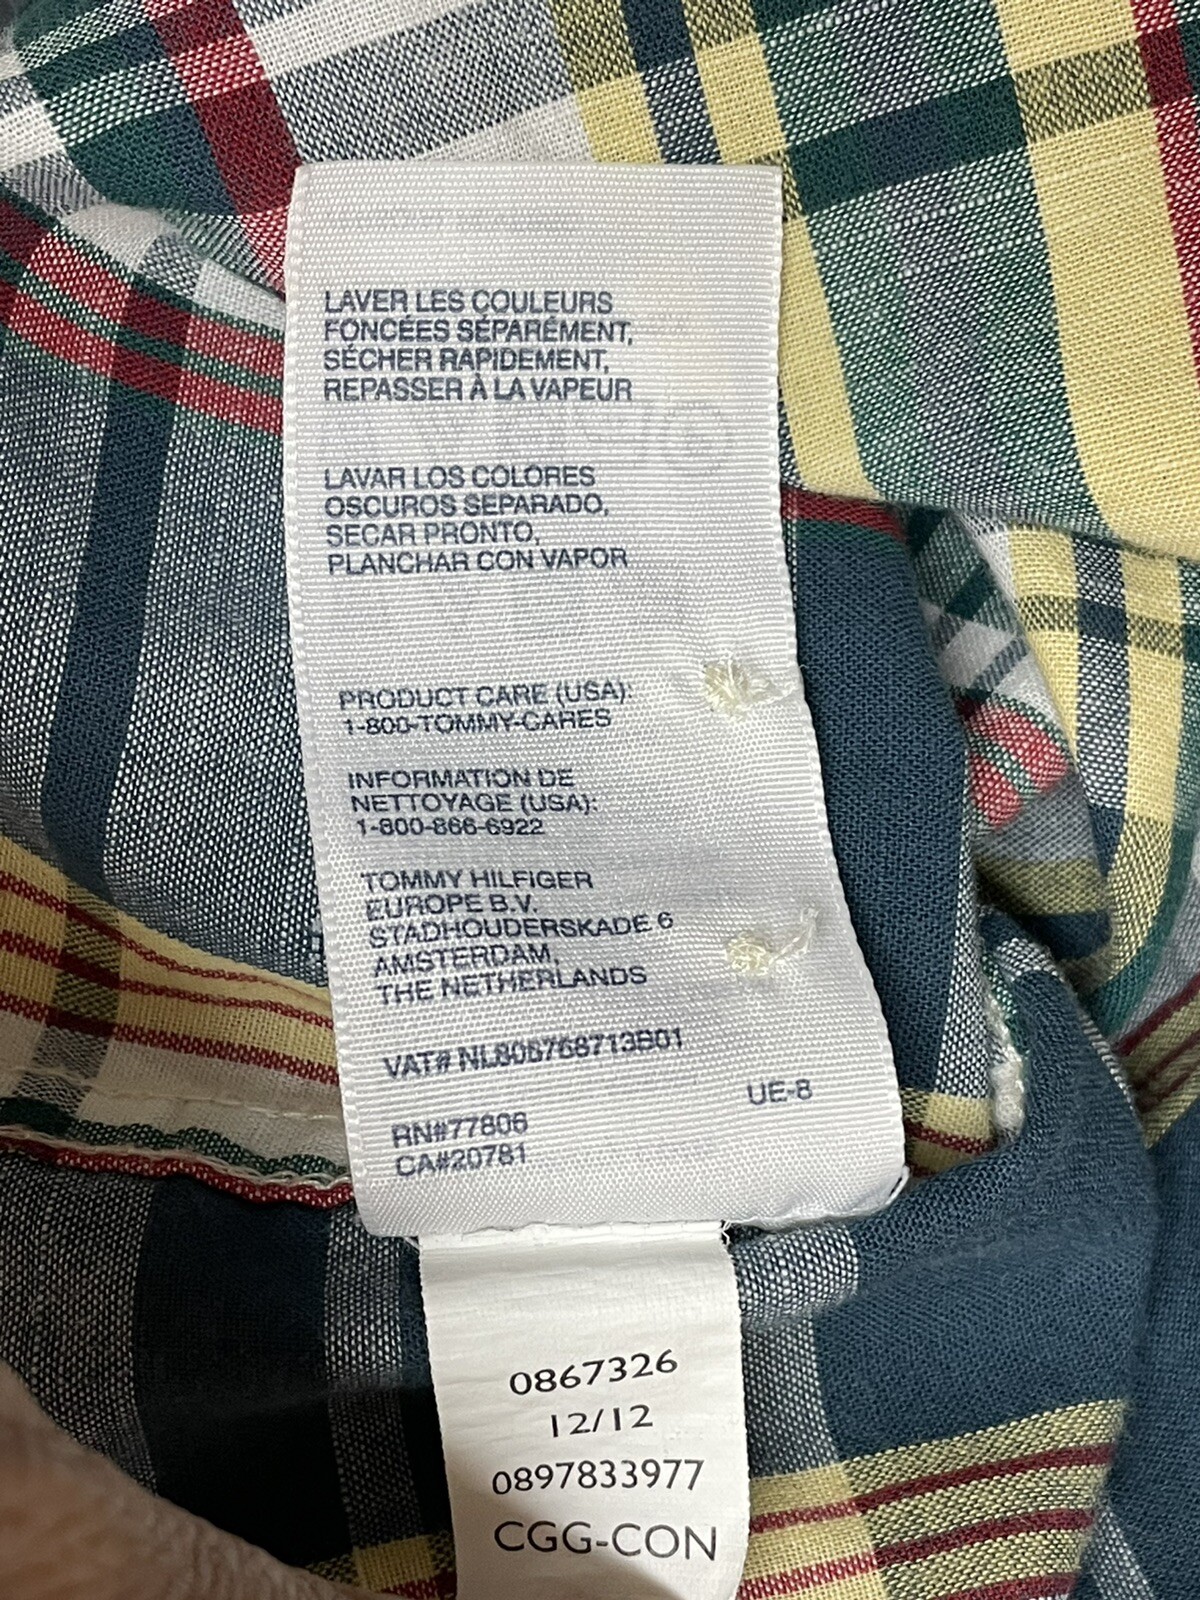 LAVER LES COULEURS
FONCÉES SÉPARÉMENT,
SÉCHER RAPIDEMENT,
REPASSER À LA VAPEUR
LAVAR LOS COLORES
OSCUROS SEPARADO,
SECAR PRONTO,
PLANCHAR CON VAPOR
PRODUCT CARE (USA):
1-800-TOMMY-CARES
INFORMATION DE
NETTOYAGE (USA):
1-800-866-6922
TOMMY HILFIGER
EUROPE B.V.
STADHOUDERSKADE 6
AMSTERDAM,
THE NETHERLANDS
VAT# NL806768713B01
UE-8
RN#77806
CA#20781
0867326
12/12
0897833977
CGG-CON